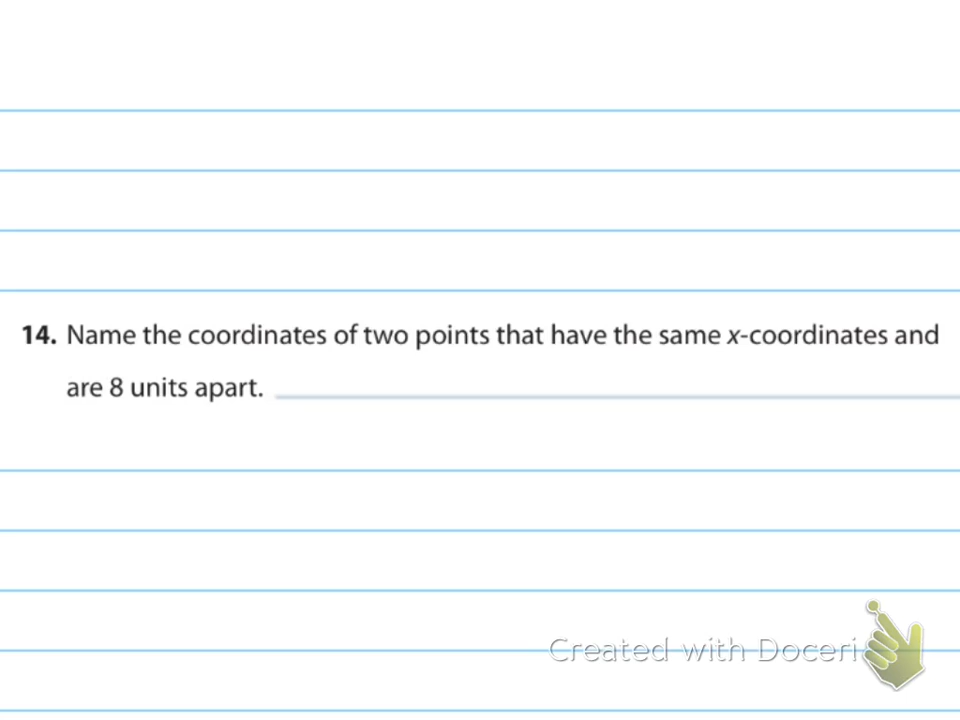 14. Name the coordinates of two points that have the same x-coordinates and
are 8 units apart.
Created with Doceri